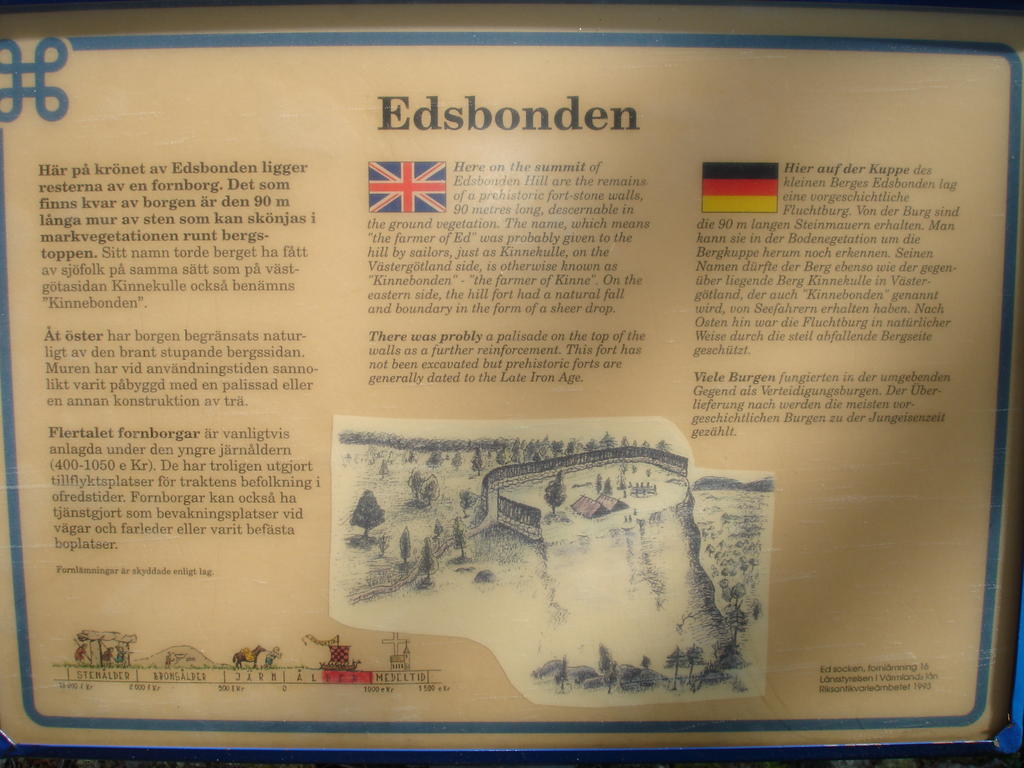 Edsbonden
Här på krönet av Edsbonden ligger
resterna av en fornborg. Det som
finns kvar av borgen är den 90 m
långa mur av sten som kan skönjas i
markvegetationen runt bergs-
toppen. Sitt namn torde berget ha fått
av sjöfolk på samma sätt som på väst-
götasidan Kinnekulle också benämns
"Kinnebonden".
Åt öster har borgen begränsats natur-
ligt av den brant stupande bergssidan.
Muren har vid användningstiden sanno-
likt varit påbyggd med en palissad eller
en annan konstruktion av trä.
Flertalet fornborgar är vanligtvis
anlagda under den yngre järnåldern
(400-1050 e Kr). De har troligen utgjort
tillflyktsplatser för traktens befolkning i
ofredstider. Fornborgar kan också ha
tjänstgjort som bevakningsplatser vid
vägar och farleder eller varit befästa
boplatser.
Fornlämningar är skyddade enligt lag.
Here on the summit of
Edsbonden Hill are the remains
of a prehistoric fort-stone walls,
90 metres long, descernable in
the ground vegetation. The name, which means
"the farmer of Ed" was probably given to the
hill by sailors, just as Kinnekulle, on the
Västergötland side, is otherwise known as
"Kinnebonden" - "the farmer of Kinne". On the
eastern side, the hill fort had a natural fall
and boundary in the form of a sheer drop.
There was probly a palisade on the top of the
walls as a further reinforcement. This fort has
not been excavated but prehistoric forts are
generally dated to the Late Iron Age.
Hier auf der Kuppe des
kleinen Berges Edsbonden lag
eine vorgeschichtliche
Fluchtburg. Von der Burg sind
die 90 m langen Steinmauern erhalten. Man
kann sie in der Bodenegetation um die
Bergkuppe herum noch erkennen. Seinen
Namen dürfte der Berg ebenso wie der gegen-
über liegende Berg Kinnekulle in Väster-
götland, der auch "Kinnebonden" genannt
wird, von Seefahrern erhalten haben. Nach
Osten hin war die Fluchtburg in natürlicher
Weise durch die steil abfallende Bergseite
geschützt.
Viele Burgen fungierten in der umgebenden
Gegend als Verteidigungsburgen. Der Über-
lieferung nach werden die meisten vor-
geschichtlichen Burgen zu der Jungeisenzeit
gezählt.
STENÅLDER BRONSÅLDER JÄRNÅLDER MEDELTID
500 f Kr 0 1000 e Kr 1 500 e Kr
Ed socken, fornlämning 16
Länsstyrelsen i Värmlands län
Riksantikvarieämbetet 1993